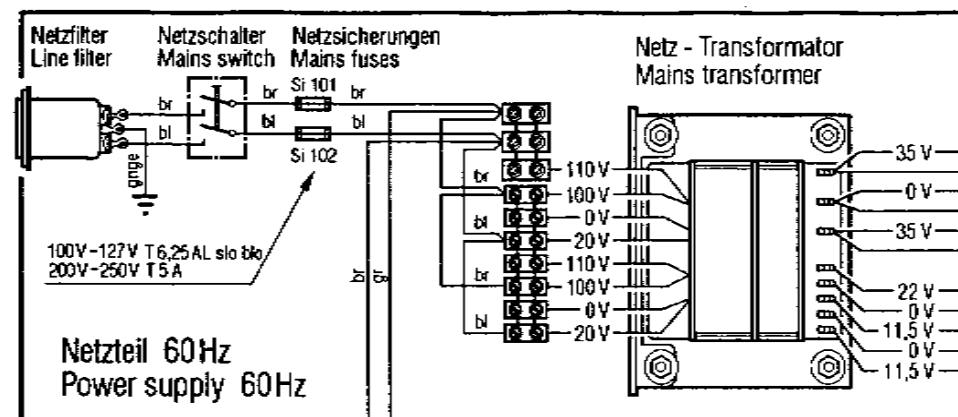 Netzfilter
Line filter
Netzschalter
Mains switch
Netzsicherungen
Mains fuses
Netz - Transformator
Mains transformer
Si 101
br
br
br
bl
bl
bl
Si 102
gnge
br
bl
br
bl
br
gr
110 V
100 V
0 V
20 V
110 V
100 V
0 V
20 V
35 V
0 V
35 V
22 V
0 V
11,5 V
0 V
11,5 V
100V-127V T 6,25 AL slo blo
200V-250V T 5 A
Netzteil 60 Hz
Power supply 60 Hz